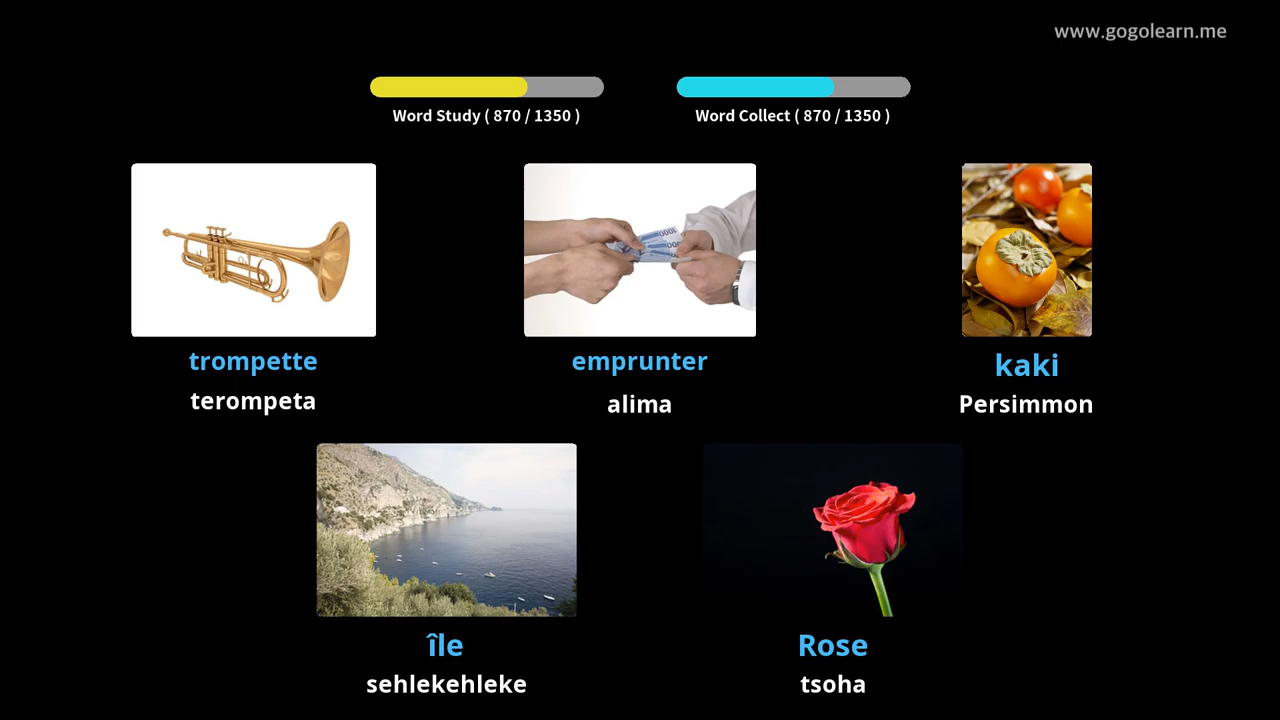 www.gogolearn.me
Word Study ( 870 / 1350 )
Word Collect ( 870 / 1350 )
trompette
terompeta
emprunter
alima
kaki
Persimmon
île
sehlekehleke
Rose
tsoha